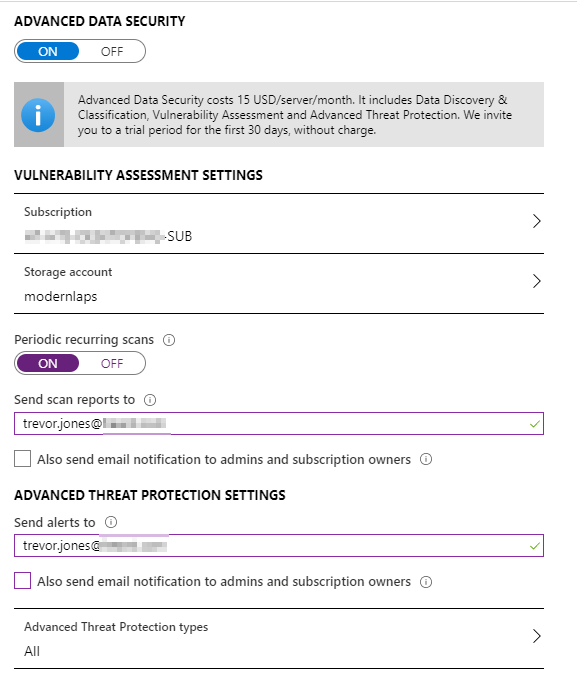 ADVANCED DATA SECURITY
ON OFF
Advanced Data Security costs 15 USD/server/month. It includes Data Discovery &
Classification, Vulnerability Assessment and Advanced Threat Protection. We invite
you to a trial period for the first 30 days, without charge.
VULNERABILITY ASSESSMENT SETTINGS
Subscription
-SUB
Storage account
modernlaps
Periodic recurring scans
ON OFF
Send scan reports to
trevor.jones@
Also send email notification to admins and subscription owners
ADVANCED THREAT PROTECTION SETTINGS
Send alerts to
trevor.jones@
Also send email notification to admins and subscription owners
Advanced Threat Protection types
All